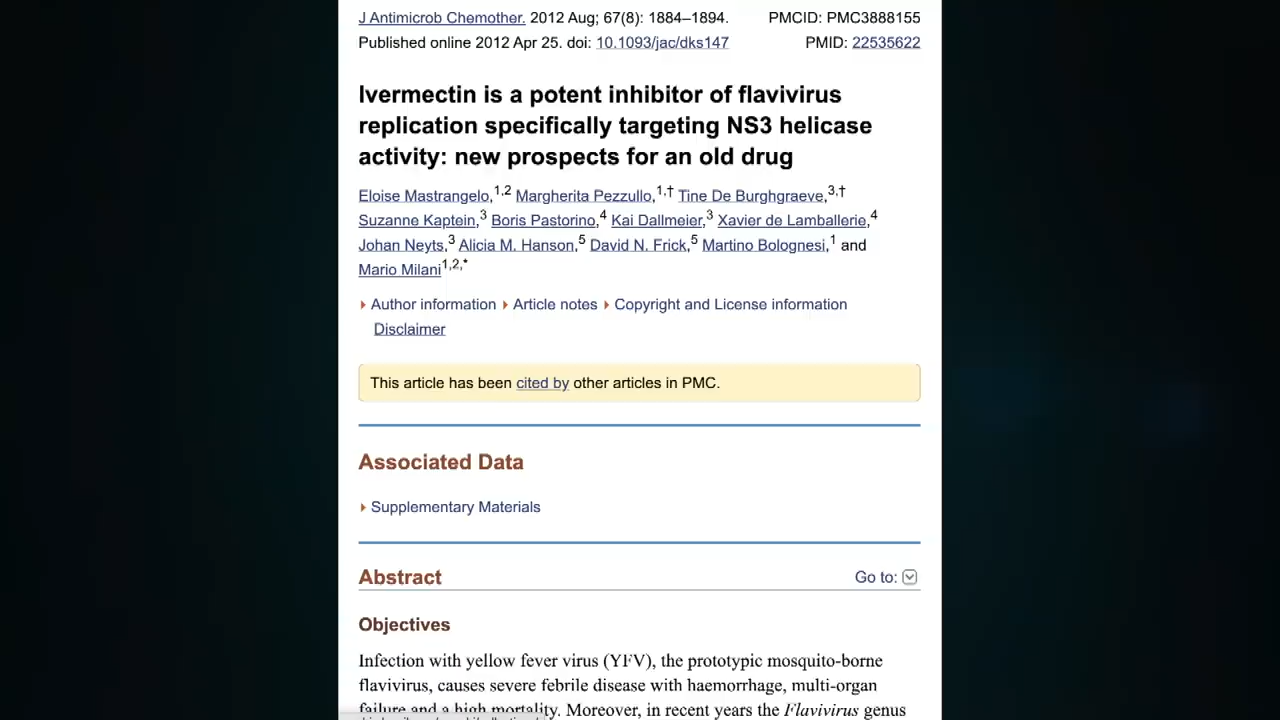 J Antimicrob Chemother. 2012 Aug; 67(8): 1884–1894. PMCID: PMC3888155
Published online 2012 Apr 25. doi: 10.1093/jac/dks147 PMID: 22535622
Ivermectin is a potent inhibitor of flavivirus
replication specifically targeting NS3 helicase
activity: new prospects for an old drug
Eloise Mastrangelo,1,2 Margherita Pezzullo,1,† Tine De Burghgraeve,3,†
Suzanne Kaptein,3 Boris Pastorino,4 Kai Dallmeier,3 Xavier de Lamballerie,4
Johan Neyts,3 Alicia M. Hanson,5 David N. Frick,5 Martino Bolognesi,1 and
Mario Milani1,2,*
Author information Article notes Copyright and License information
Disclaimer
This article has been cited by other articles in PMC.
Associated Data
Supplementary Materials
Abstract Go to:
Objectives
Infection with yellow fever virus (YFV), the prototypic mosquito-borne
flavivirus, causes severe febrile disease with haemorrhage, multi-organ
failure and a high mortality. Moreover, in recent years the Flavivirus genus